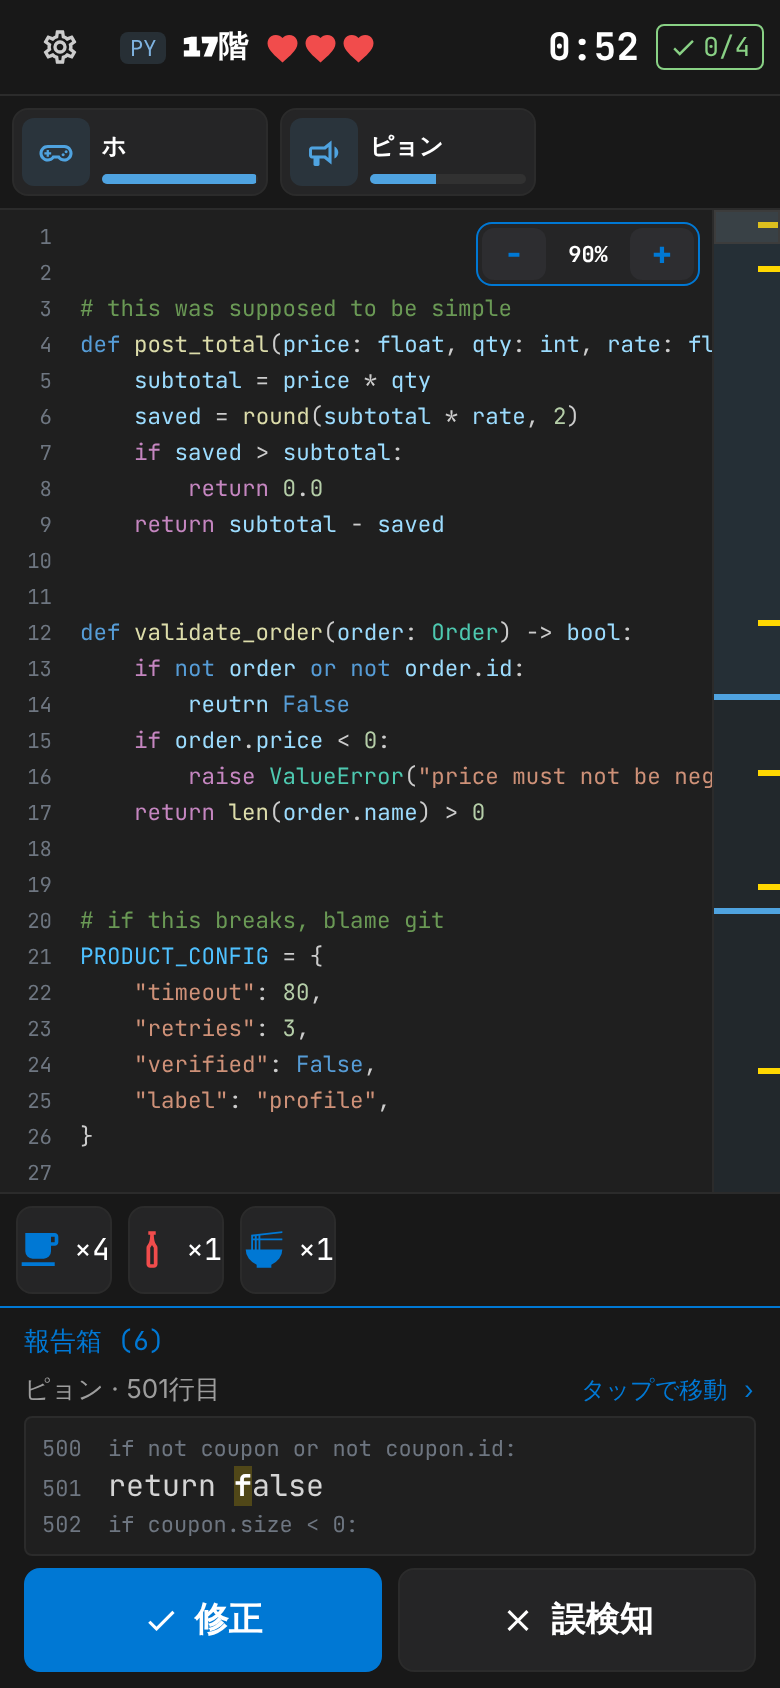 PY 17階 0:52 0/4
ホ ピョン
- 90% +
1
2
3 # this was supposed to be simple
4 def post_total(price: float, qty: int, rate: fl
5 subtotal = price * qty
6 saved = round(subtotal * rate, 2)
7 if saved > subtotal:
8 return 0.0
9 return subtotal - saved
10
11
12 def validate_order(order: Order) -> bool:
13 if not order or not order.id:
14 reutrn False
15 if order.price < 0:
16 raise ValueError("price must not be neg
17 return len(order.name) > 0
18
19
20 # if this breaks, blame git
21 PRODUCT_CONFIG = {
22 "timeout": 80,
23 "retries": 3,
24 "verified": False,
25 "label": "profile",
26 }
27
×4 ×1 ×1
報告箱 (6)
ピョン · 501行目 タップで移動 ›
500 if not coupon or not coupon.id:
501 return false
502 if coupon.size < 0:
修正 誤検知